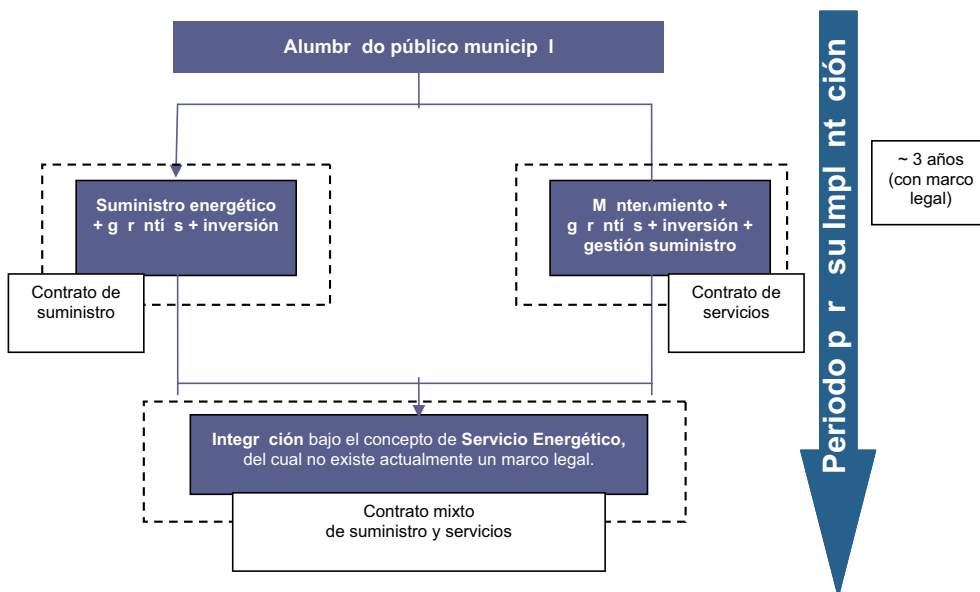 Alumbr do público municip l
Suministro energético
+ g r ntí s + inversión
Contrato de
suministro
M ntenimiento +
g r ntí s + inversión +
gestión suministro
Contrato de
servicios
Integr ción bajo el concepto de Servicio Energético,
del cual no existe actualmente un marco legal.
Contrato mixto
de suministro y servicios
Periodo p r su Impl nt ción
~ 3 años
(con marco
legal)